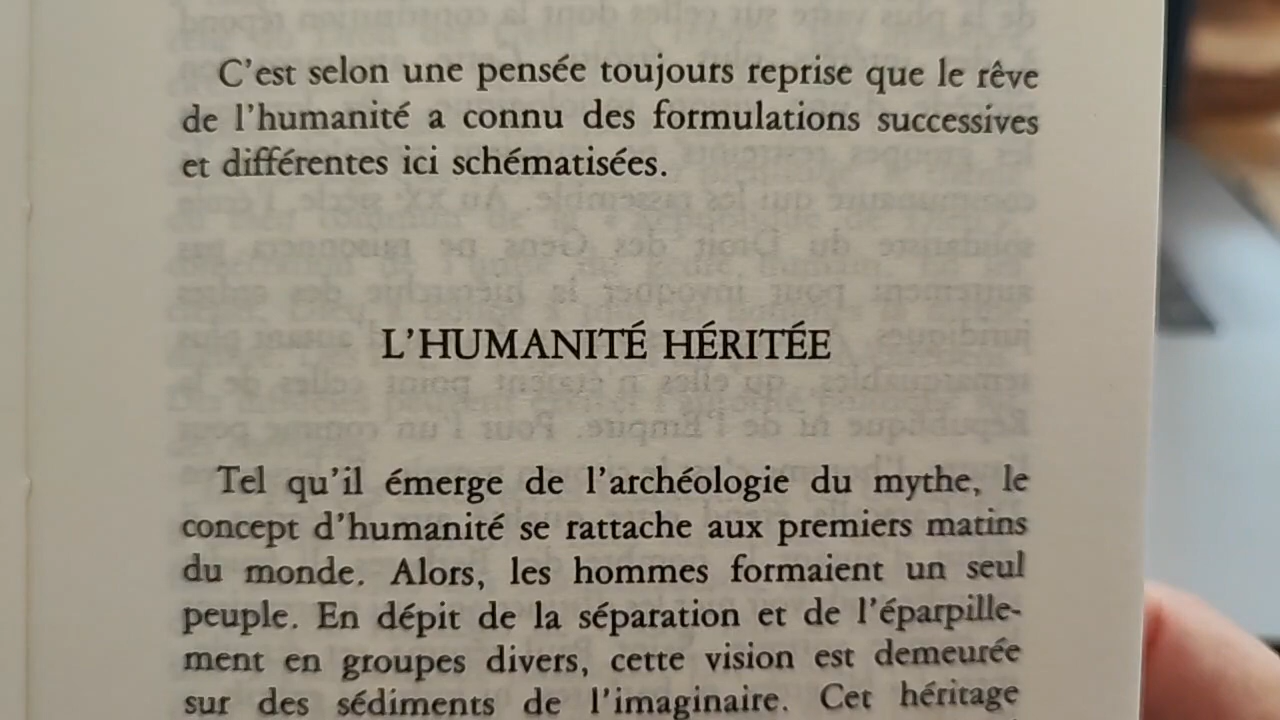 C'est selon une pensée toujours reprise que le rêve
de l'humanité a connu des formulations successives
et différentes ici schématisées.
L'HUMANITÉ HÉRITÉE
Tel qu'il émerge de l'archéologie du mythe, le
concept d'humanité se rattache aux premiers matins
du monde. Alors, les hommes formaient un seul
peuple. En dépit de la séparation et de l'éparpille-
ment en groupes divers, cette vision est demeurée
sur des sédiments de l'imaginaire. Cet héritage